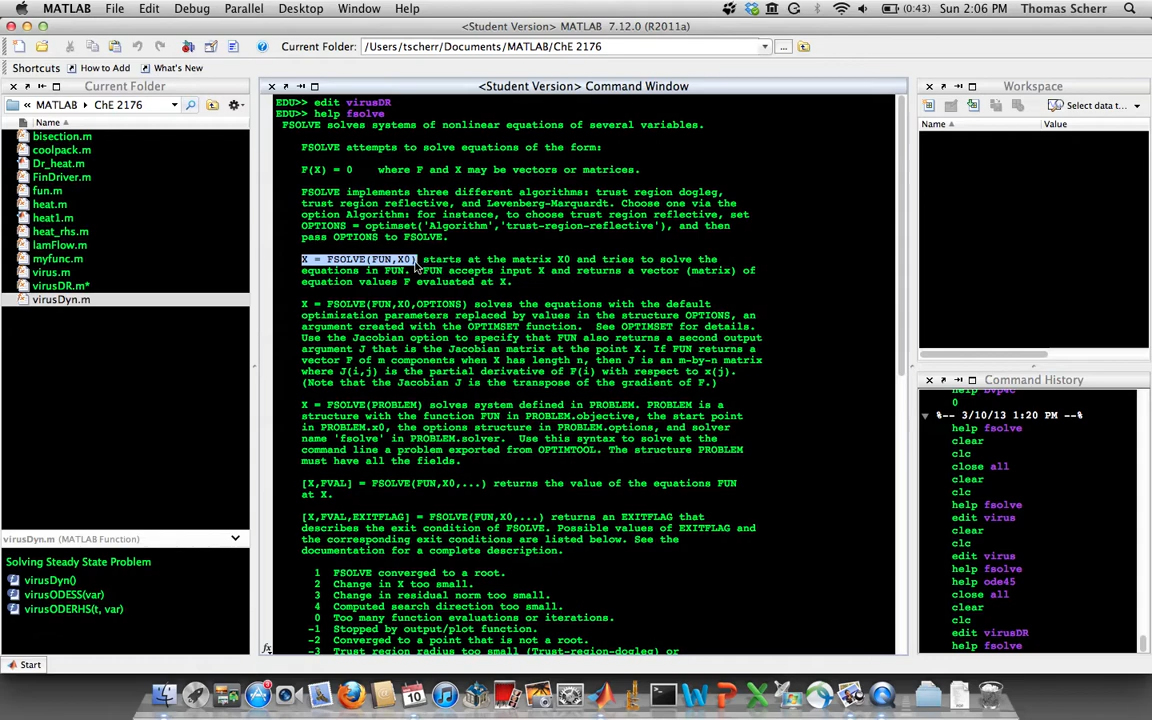 MATLAB File Edit Debug Parallel Desktop Window Help (0:43) Sun 2:06 PM Thomas Scherr
<Student Version> MATLAB 7.12.0 (R2011a)
Current Folder: /Users/tscherr/Documents/MATLAB/ChE 2176
Shortcuts How to Add What's New
Current Folder
« MATLAB ▸ ChE 2176
Name
bisection.m
coolpack.m
Dr_heat.m
FinDriver.m
fun.m
heat.m
heat1.m
heat_rhs.m
lamFlow.m
myfunc.m
virus.m
virusDR.m*
virusDyn.m
virusDyn.m (MATLAB Function)
Solving Steady State Problem
virusDyn()
virusODESS(var)
virusODERHS(t, var)
Start
<Student Version> Command Window
EDU>> edit virusDR
EDU>> help fsolve
FSOLVE solves systems of nonlinear equations of several variables.
FSOLVE attempts to solve equations of the form:
F(X) = 0 where F and X may be vectors or matrices.
FSOLVE implements three different algorithms: trust region dogleg,
trust region reflective, and Levenberg-Marquardt. Choose one via the
option Algorithm: for instance, to choose trust region reflective, set
OPTIONS = optimset('Algorithm','trust-region-reflective'), and then
pass OPTIONS to FSOLVE.
X = FSOLVE(FUN,X0) starts at the matrix X0 and tries to solve the
equations in FUN. FUN accepts input X and returns a vector (matrix) of
equation values F evaluated at X.
X = FSOLVE(FUN,X0,OPTIONS) solves the equations with the default
optimization parameters replaced by values in the structure OPTIONS, an
argument created with the OPTIMSET function. See OPTIMSET for details.
Use the Jacobian option to specify that FUN also returns a second output
argument J that is the Jacobian matrix at the point X. If FUN returns a
vector F of m components when X has length n, then J is an m-by-n matrix
where J(i,j) is the partial derivative of F(i) with respect to x(j).
(Note that the Jacobian J is the transpose of the gradient of F.)
X = FSOLVE(PROBLEM) solves system defined in PROBLEM. PROBLEM is a
structure with the function FUN in PROBLEM.objective, the start point
in PROBLEM.x0, the options structure in PROBLEM.options, and solver
name 'fsolve' in PROBLEM.solver. Use this syntax to solve at the
command line a problem exported from OPTIMTOOL. The structure PROBLEM
must have all the fields.
[X,FVAL] = FSOLVE(FUN,X0,...) returns the value of the equations FUN
at X.
[X,FVAL,EXITFLAG] = FSOLVE(FUN,X0,...) returns an EXITFLAG that
describes the exit condition of FSOLVE. Possible values of EXITFLAG and
the corresponding exit conditions are listed below. See the
documentation for a complete description.
1 FSOLVE converged to a root.
2 Change in X too small.
3 Change in residual norm too small.
4 Computed search direction too small.
0 Too many function evaluations or iterations.
-1 Stopped by output/plot function.
-2 Converged to a point that is not a root.
-3 Trust region radius too small (Trust-region-dogleg) or
Workspace
Select data t...
Name Value
Command History
bvp4c
0
%-- 3/10/13 1:20 PM --%
help fsolve
clear
clc
close all
clear
clc
help fsolve
edit virus
clear
clc
edit virus
help fsolve
help ode45
close all
clear
clc
edit virusDR
help fsolve